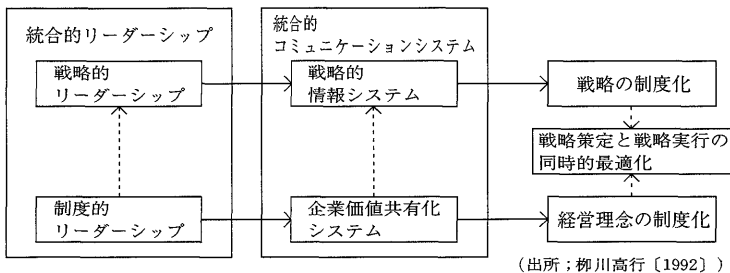 統合的リーダーシップ
戦略的
リーダーシップ
制度的
リーダーシップ
統合的
コミュニケーションシステム
戦略的
情報システム
企業価値共有化
システム
戦略の制度化
戦略策定と戦略実行の
同時的最適化
経営理念の制度化
(出所;柳川高行〔1992〕)